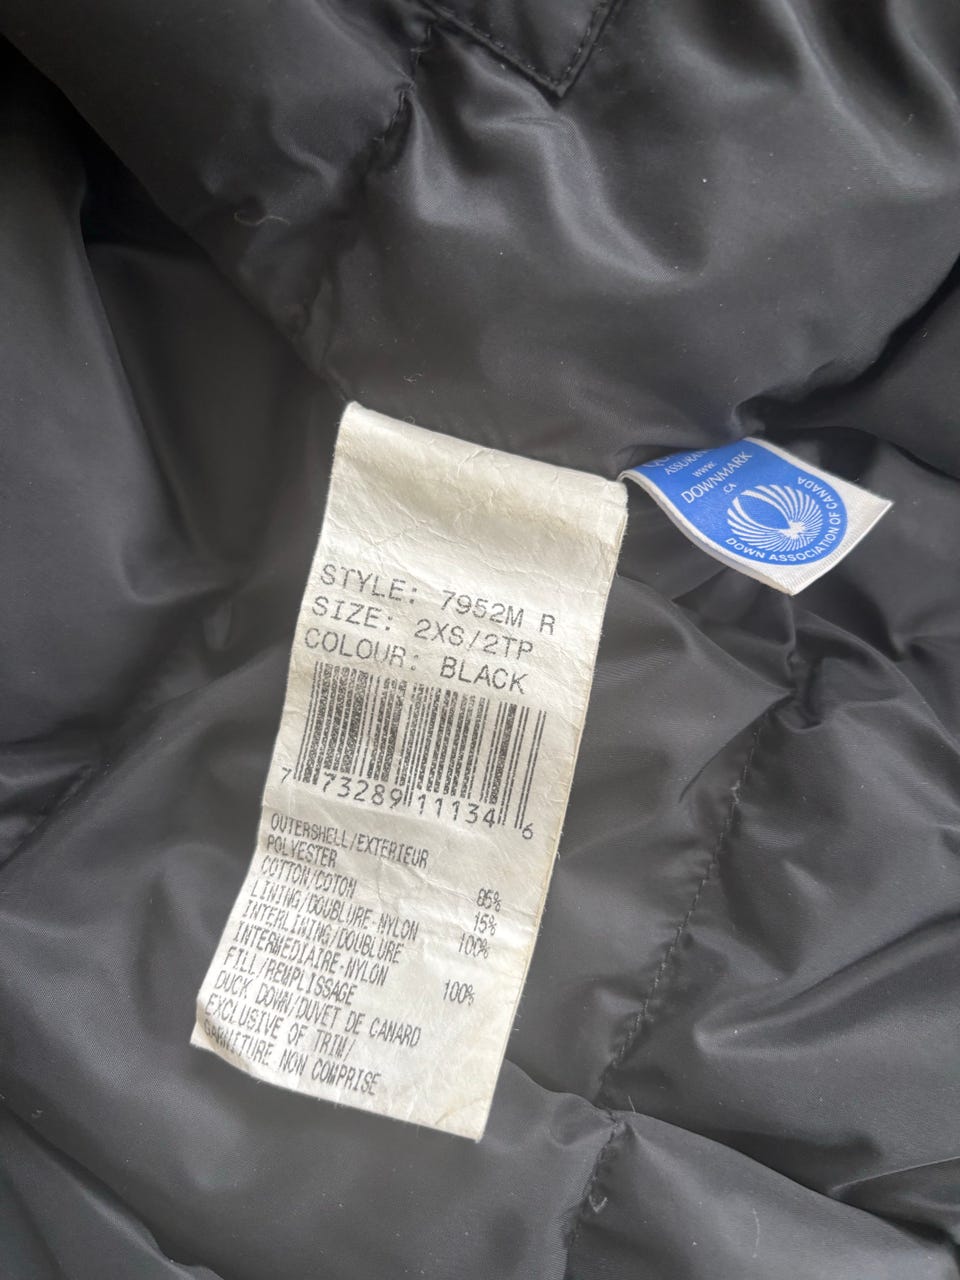 STYLE: 7952M R
SIZE: 2XS/2TP
COLOUR: BLACK
7 73289 11134 6
OUTERSHELL/EXTERIEUR
POLYESTER 85%
COTTON/COTON 15%
LINING/DOUBLURE-NYLON 100%
INTERLINING/DOUBLURE
INTERMEDIAIRE-NYLON 100%
FILL/REMPLISSAGE
DUCK DOWN/DUVET DE CANARD
EXCLUSIVE OF TRIM/
GARNITURE NON COMPRISE
WWW.
DOWNMARK
.CA
DOWN ASSOCIATION OF CANADA